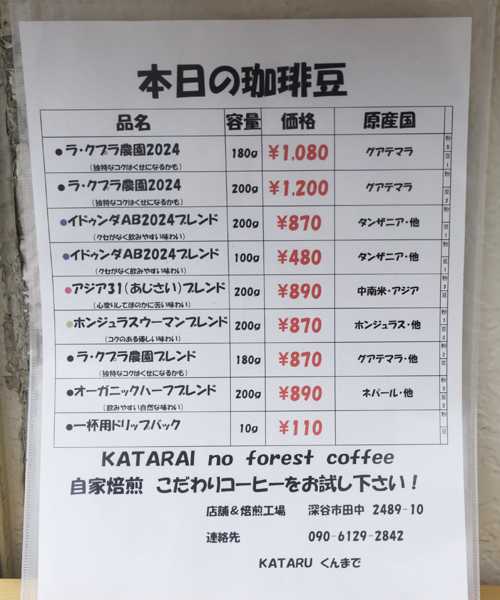 本日の珈琲豆
品名 容量 価格 原産国
●ラ・クプラ農園2024 180g ¥1,080 グアテマラ
(独特なコクはくせになるかも)
●ラ・クプラ農園2024 200g ¥1,200 グアテマラ
(独特なコクはくせになるかも)
●イドゥンダAB2024ブレンド 200g ¥870 タンザニア・他
(クセがなく飲みやすい味わい)
●イドゥンダAB2024ブレンド 100g ¥480 タンザニア・他
(クセがなく飲みやすい味わい)
●アジア31(あじさい)ブレンド 200g ¥890 中南米・アジア
(心変りしてほのかに苦い味わい)
●ホンジュラスウーマンブレンド 200g ¥870 ホンジュラス・他
(コクのある優しい味わい)
●ラ・クプラ農園ブレンド 180g ¥870 グアテマラ・他
(独特なコクはくせになるかも)
●オーガニックハーフブレンド 200g ¥890 ネパール・他
(飲みやすい自然な味わい)
●一杯用ドリップパック 10g ¥110
KATARAI no forest coffee
自家焙煎 こだわりコーヒーをお試し下さい！
店舗＆焙煎工場 深谷市田中 2489-10
連絡先 090-6129-2842
KATARU くんまで